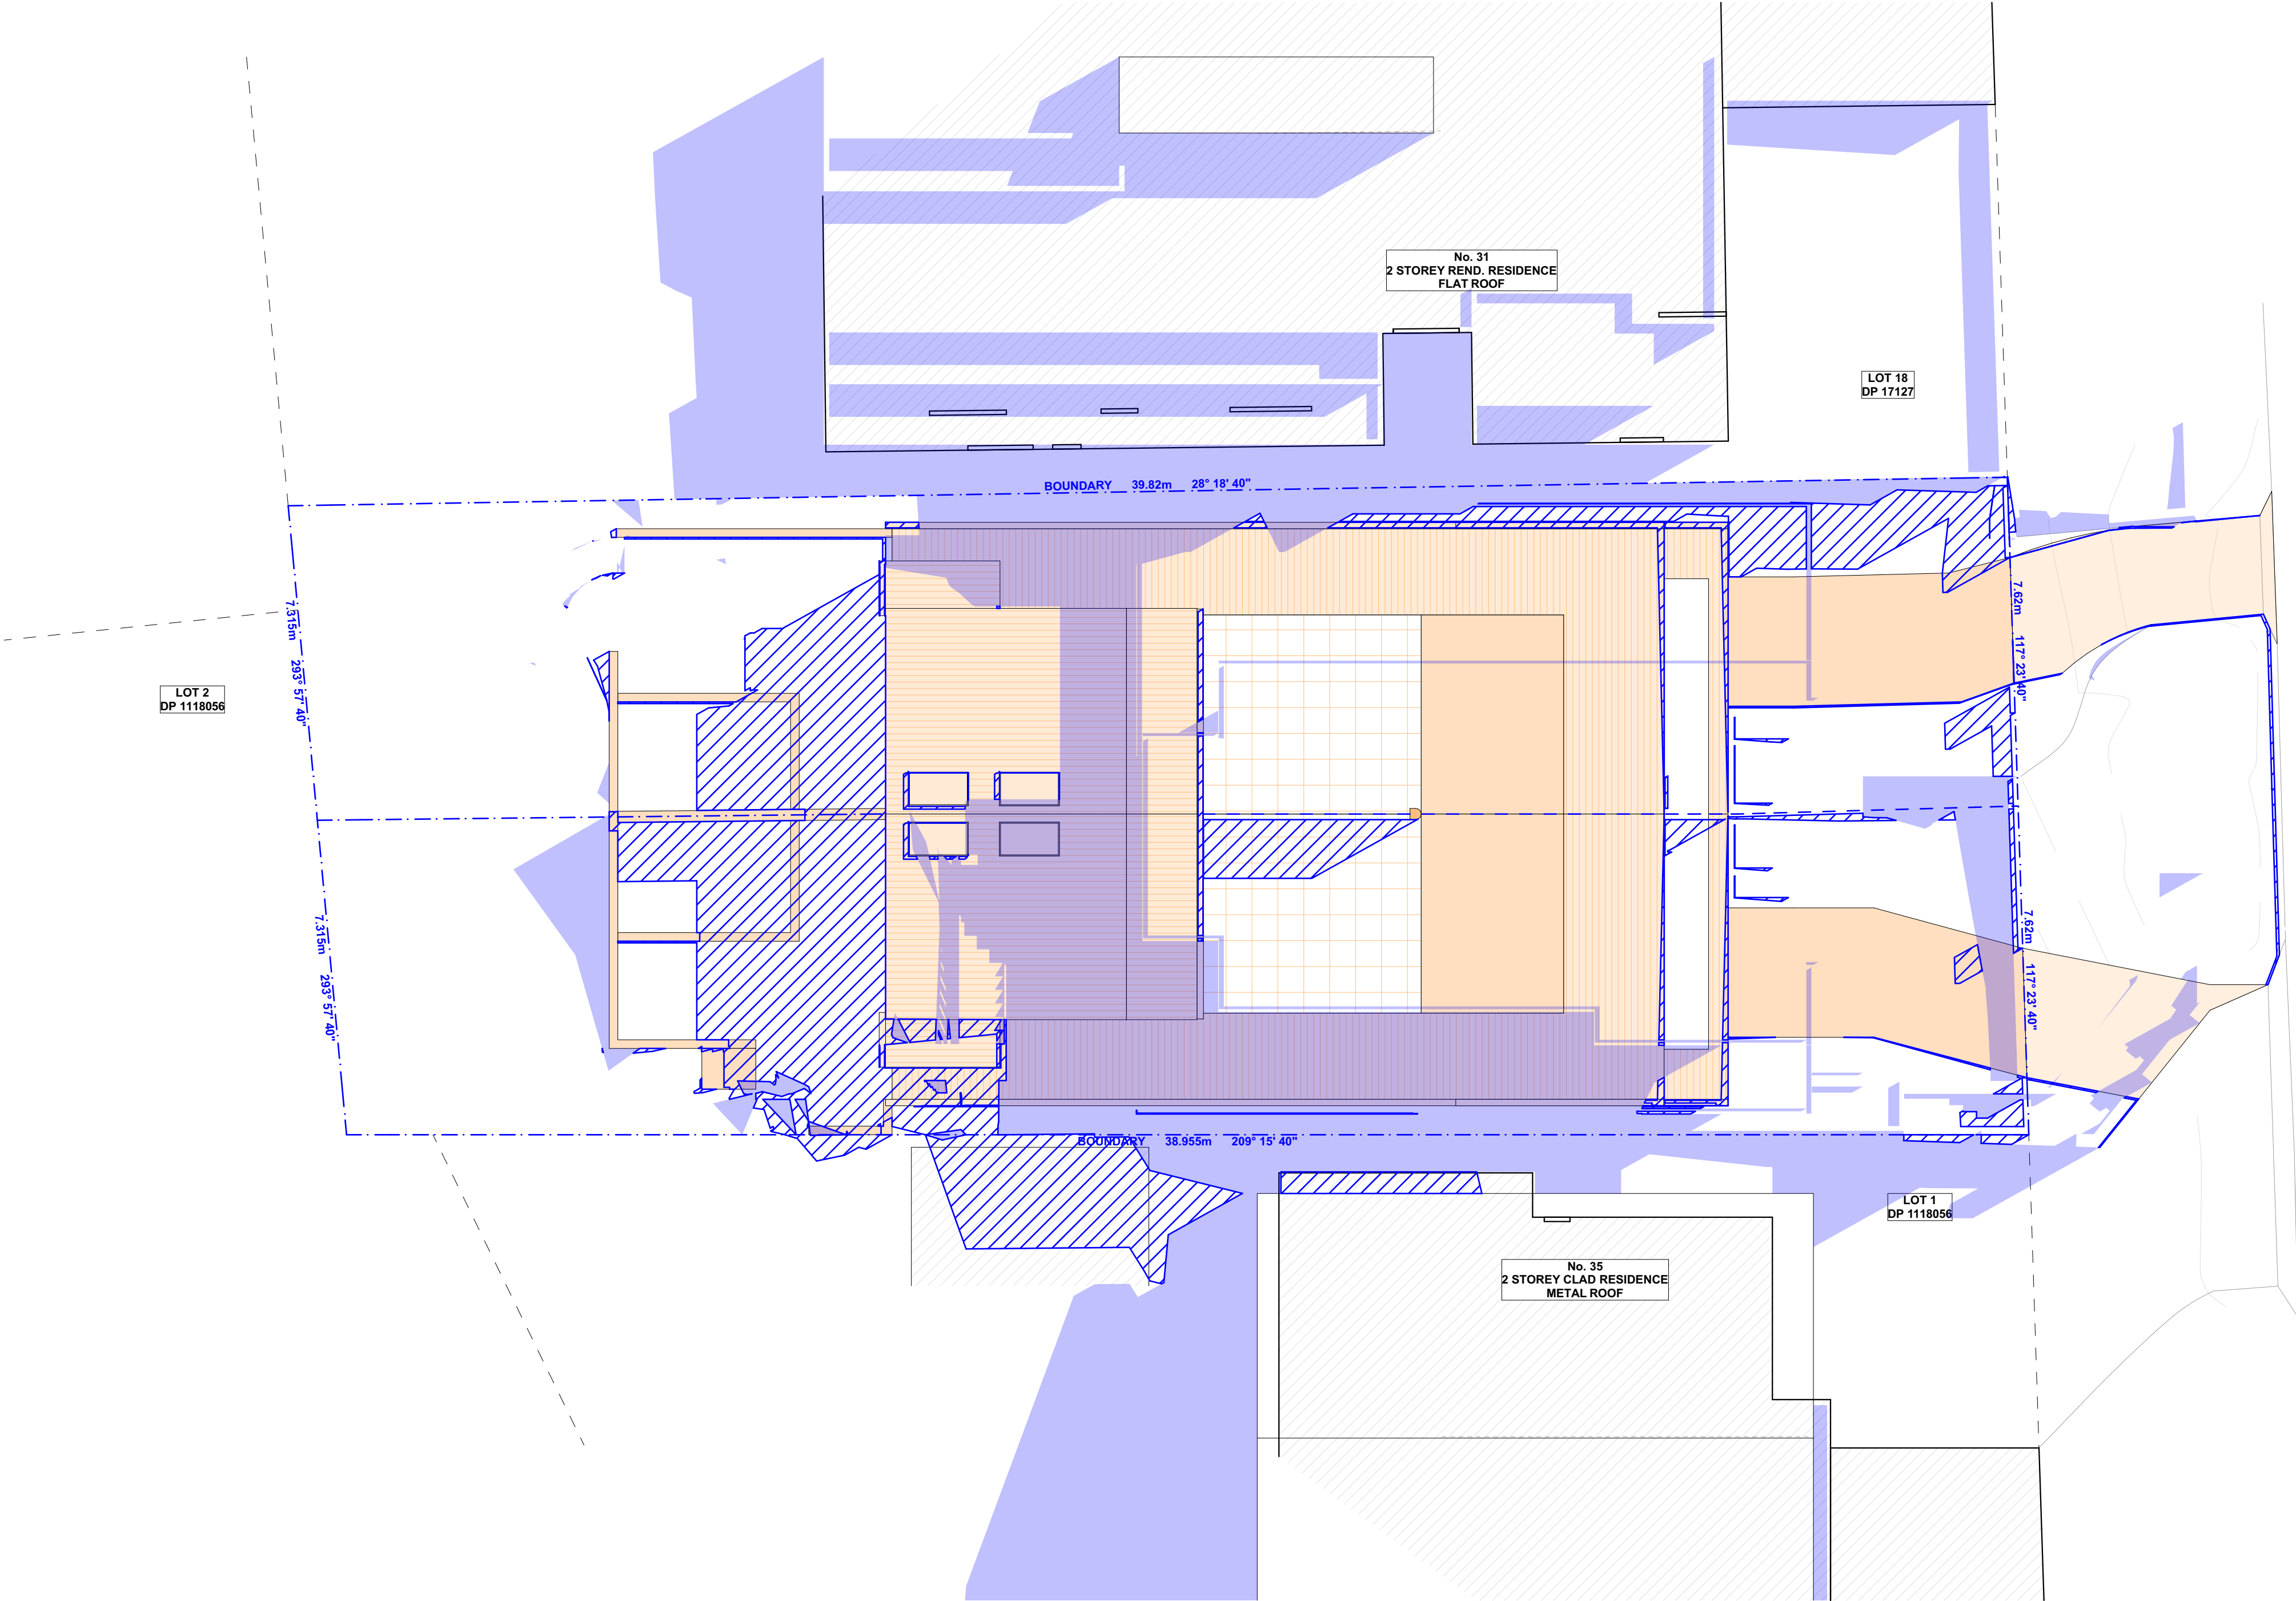 No. 31
2 STOREY REND. RESIDENCE
FLAT ROOF
LOT 18
DP 17127
BOUNDARY 39.82m 28° 18' 40"
7.315m 293° 57' 40"
7.62m 117° 23' 40"
LOT 2
DP 1118056
7.315m 293° 57' 40"
7.62m 117° 23' 40"
BOUNDARY 38.955m 209° 15' 40"
LOT 1
DP 1118056
No. 35
2 STOREY CLAD RESIDENCE
METAL ROOF